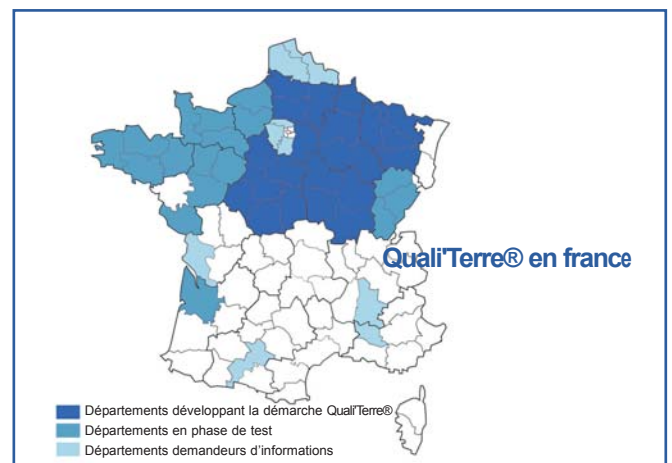 Quali'Terre® en france
Départements développant la démarche Quali'Terre®
Départements en phase de test
Départements demandeurs d'informations